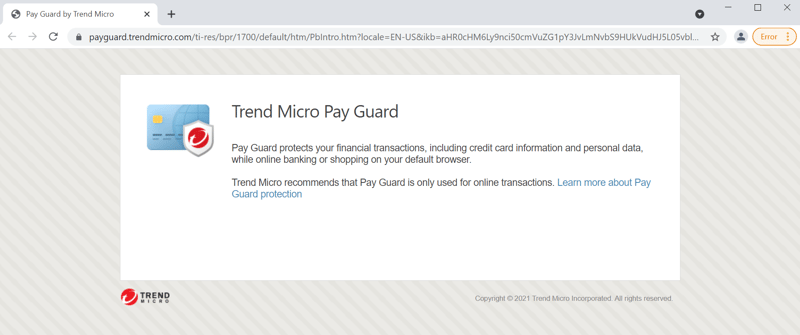 Pay Guard by Trend Micro
payguard.trendmicro.com/ti-res/bpr/1700/default/htm/PbIntro.htm?locale=EN-US&ikb=aHR0cHM6Ly9nci50cmVuZG1pY3JvLmNvbS9HUkVudHJ5L05vbl...
Error
Trend Micro Pay Guard
Pay Guard protects your financial transactions, including credit card information and personal data,
while online banking or shopping on your default browser.
Trend Micro recommends that Pay Guard is only used for online transactions. Learn more about Pay
Guard protection
TREND
MICRO
Copyright © 2021 Trend Micro Incorporated. All rights reserved.